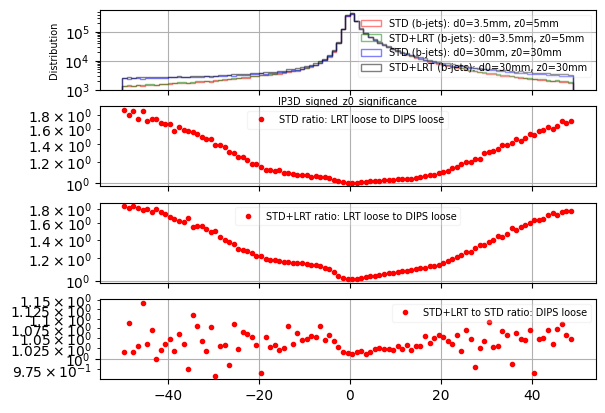 Distribution
10^5
10^4
10^3
STD (b-jets): d0=3.5mm, z0=5mm
STD+LRT (b-jets): d0=3.5mm, z0=5mm
STD (b-jets): d0=30mm, z0=30mm
STD+LRT (b-jets): d0=30mm, z0=30mm
IP3D_signed_z0_significance
1.8 × 10^0
1.6 × 10^0
1.4 × 10^0
1.2 × 10^0
10^0
STD ratio: LRT loose to DIPS loose
1.8 × 10^0
1.6 × 10^0
1.4 × 10^0
1.2 × 10^0
10^0
STD+LRT ratio: LRT loose to DIPS loose
1.15 × 10^0
1.125 × 10^0
1.1 × 10^0
1.075 × 10^0
1.05 × 10^0
1.025 × 10^0
10^0
9.75 × 10^−1
STD+LRT to STD ratio: DIPS loose
−40 −20 0 20 40